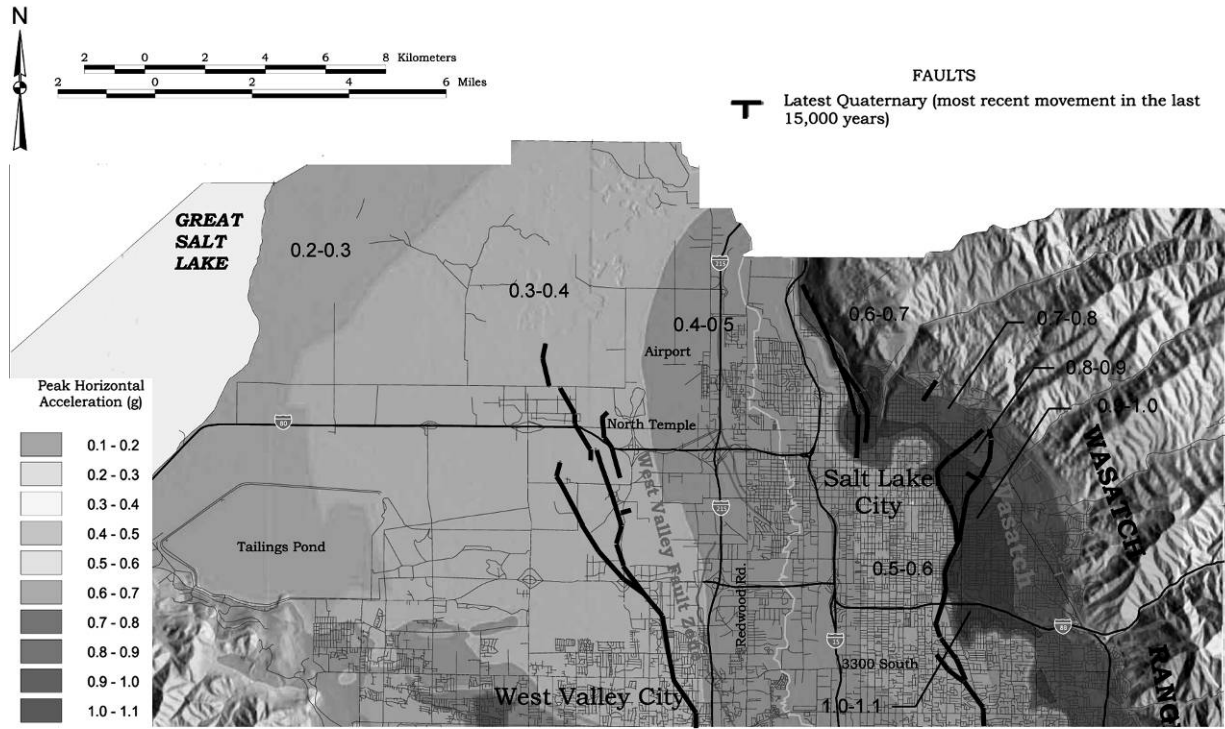 N
2 0 2 4 6 8 Kilometers
2 0 2 4 6 Miles
FAULTS
Latest Quaternary (most recent movement in the last
15,000 years)
GREAT
SALT
LAKE
0.2-0.3
0.3-0.4
215
0.4-0.5
0.6-0.7
0.7-0.8
Airport
0.8-0.9
Peak Horizontal
Acceleration (g)
0.1 - 0.2
0.2 - 0.3
0.3 - 0.4
0.4 - 0.5
0.5 - 0.6
0.6 - 0.7
0.7 - 0.8
0.8 - 0.9
0.9 - 1.0
1.0 - 1.1
80
North Temple
West Valley Fault Zone
Salt Lake
City
Wasatch
WASATCH
RANG
215
Tailings Pond
0.5-0.6
Redwood Rd.
15
80
3300 South
West Valley City
1.0-1.1